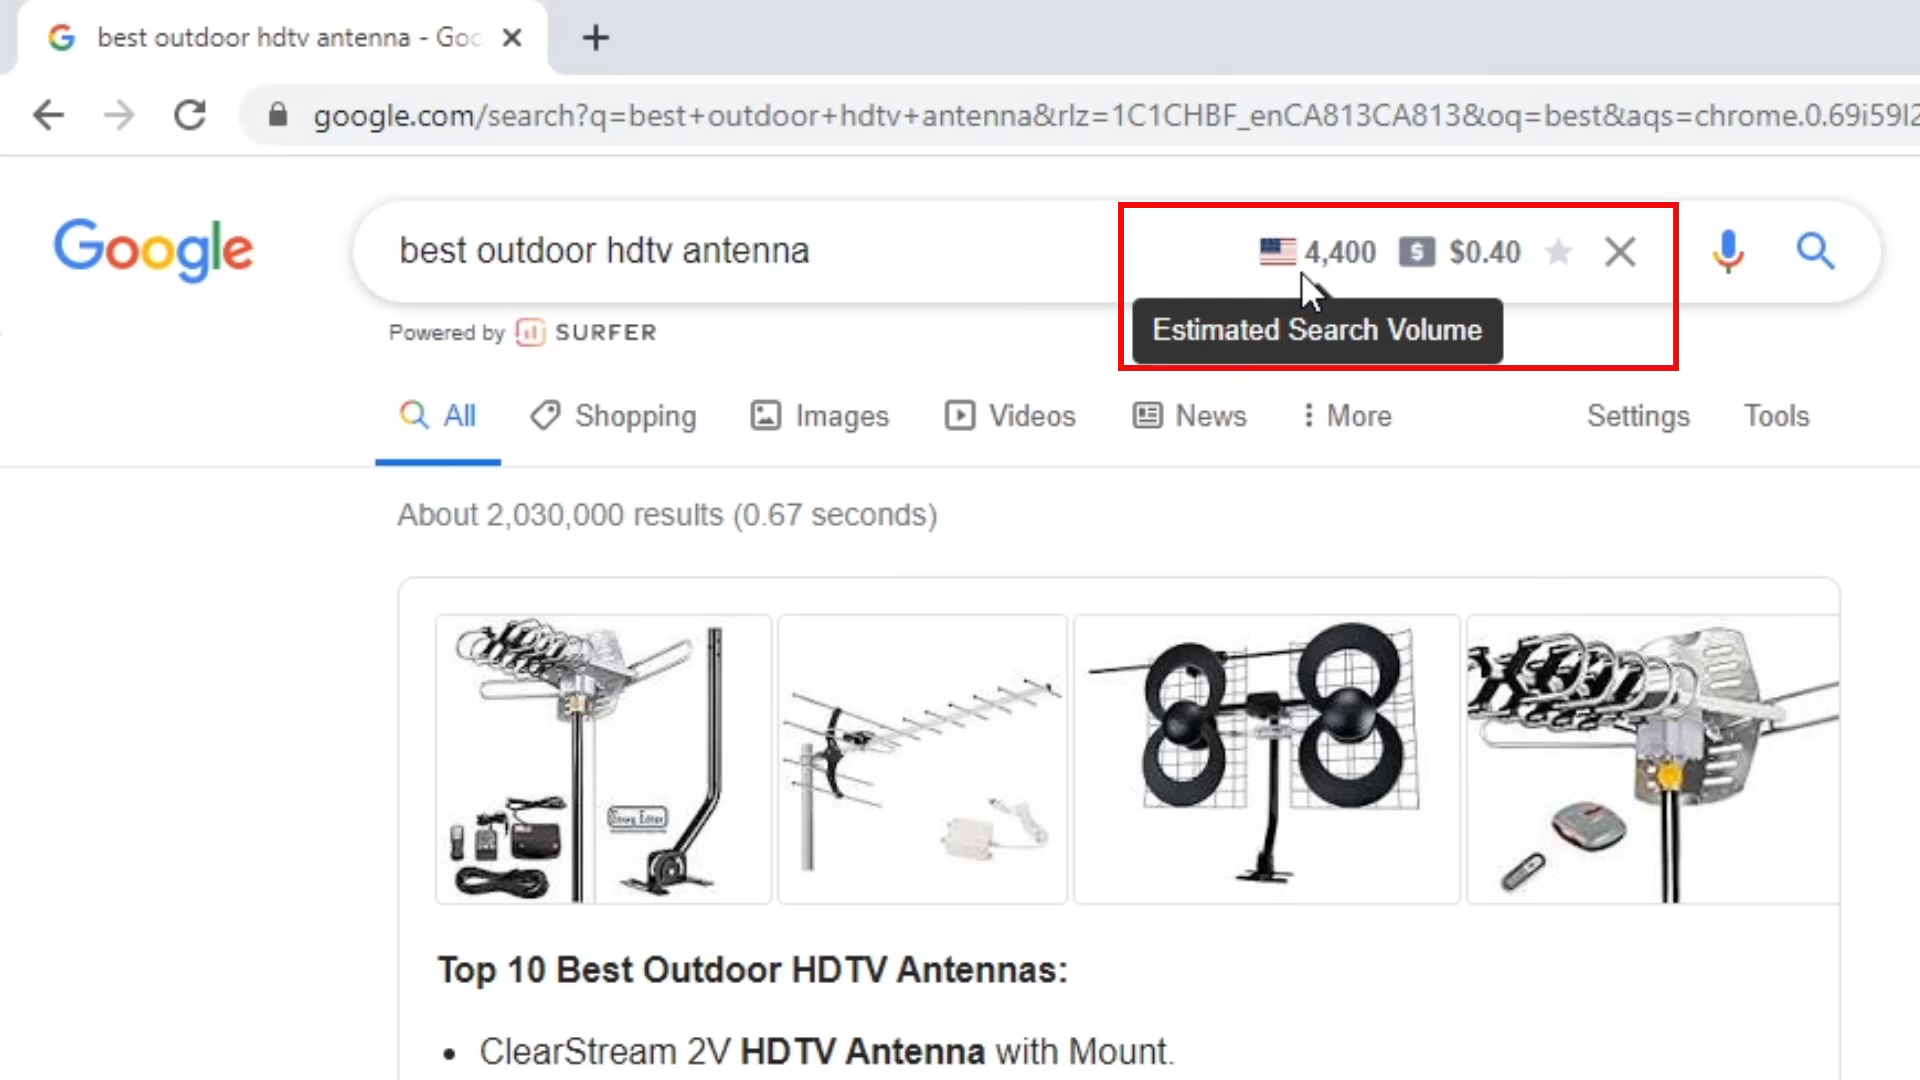 best outdoor hdtv antenna - Goo
google.com/search?q=best+outdoor+hdtv+antenna&rlz=1C1CHBF_enCA813CA813&oq=best&aqs=chrome.0.69i59l2
Google
best outdoor hdtv antenna
4,400 $ $0.40
Estimated Search Volume
Powered by SURFER
All Shopping Images Videos News More Settings Tools
About 2,030,000 results (0.67 seconds)
Strong Edition
Top 10 Best Outdoor HDTV Antennas:
• ClearStream 2V HDTV Antenna with Mount.